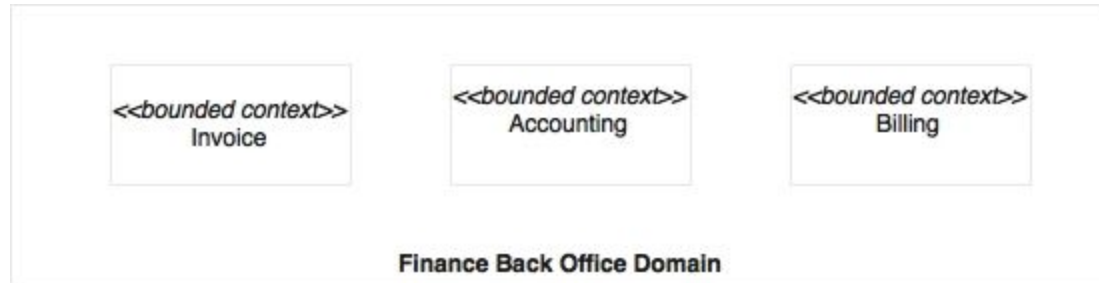 <<bounded context>>
Invoice
<<bounded context>>
Accounting
<<bounded context>>
Billing
Finance Back Office Domain